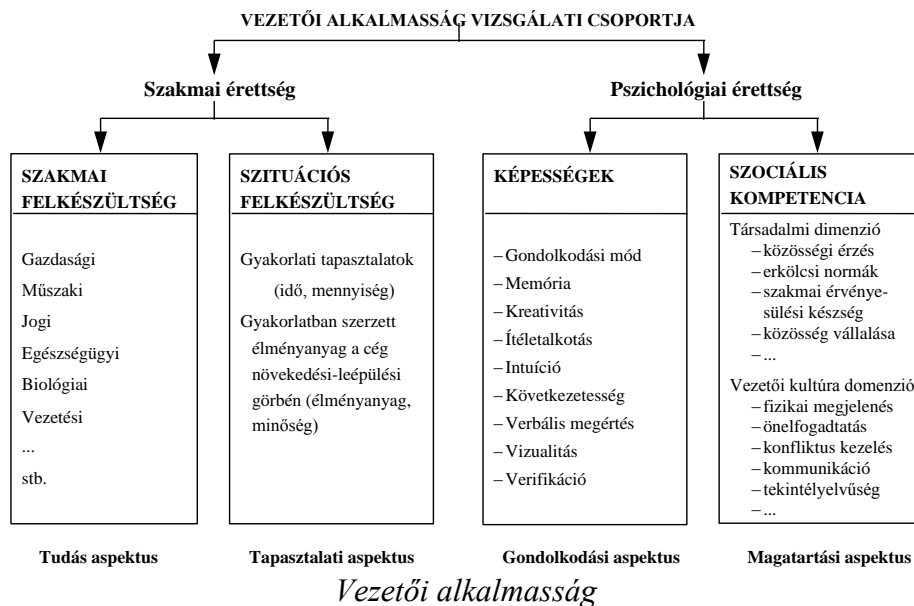 VEZETŐI ALKALMASSÁG VIZSGÁLATI CSOPORTJA
Szakmai érettség
Pszichológiai érettség
SZAKMAI
FELKÉSZÜLTSÉG
Gazdasági
Műszaki
Jogi
Egészségügyi
Biológiai
Vezetési
...
stb.
SZITUÁCIÓS
FELKÉSZÜLTSÉG
Gyakorlati tapasztalatok
(idő, mennyiség)
Gyakorlatban szerzett
élményanyag a cég
növekedési-leépülési
görbén (élményanyag,
minőség)
KÉPESSÉGEK
– Gondolkodási mód
– Memória
– Kreativitás
– Ítéletalkotás
– Intuíció
– Következetesség
– Verbális megértés
– Vizualitás
– Verifikáció
SZOCIÁLIS
KOMPETENCIA
Társadalmi dimenzió
– közösségi érzés
– erkölcsi normák
– szakmai érvénye-
sülési készség
– közösség vállalása
– ...
Vezetői kultúra domenzió
– fizikai megjelenés
– önelfogadtatás
– konfliktus kezelés
– kommunikáció
– tekintélyelvűség
– ...
Tudás aspektus
Tapasztalati aspektus
Gondolkodási aspektus
Magatartási aspektus
Vezetői alkalmasság